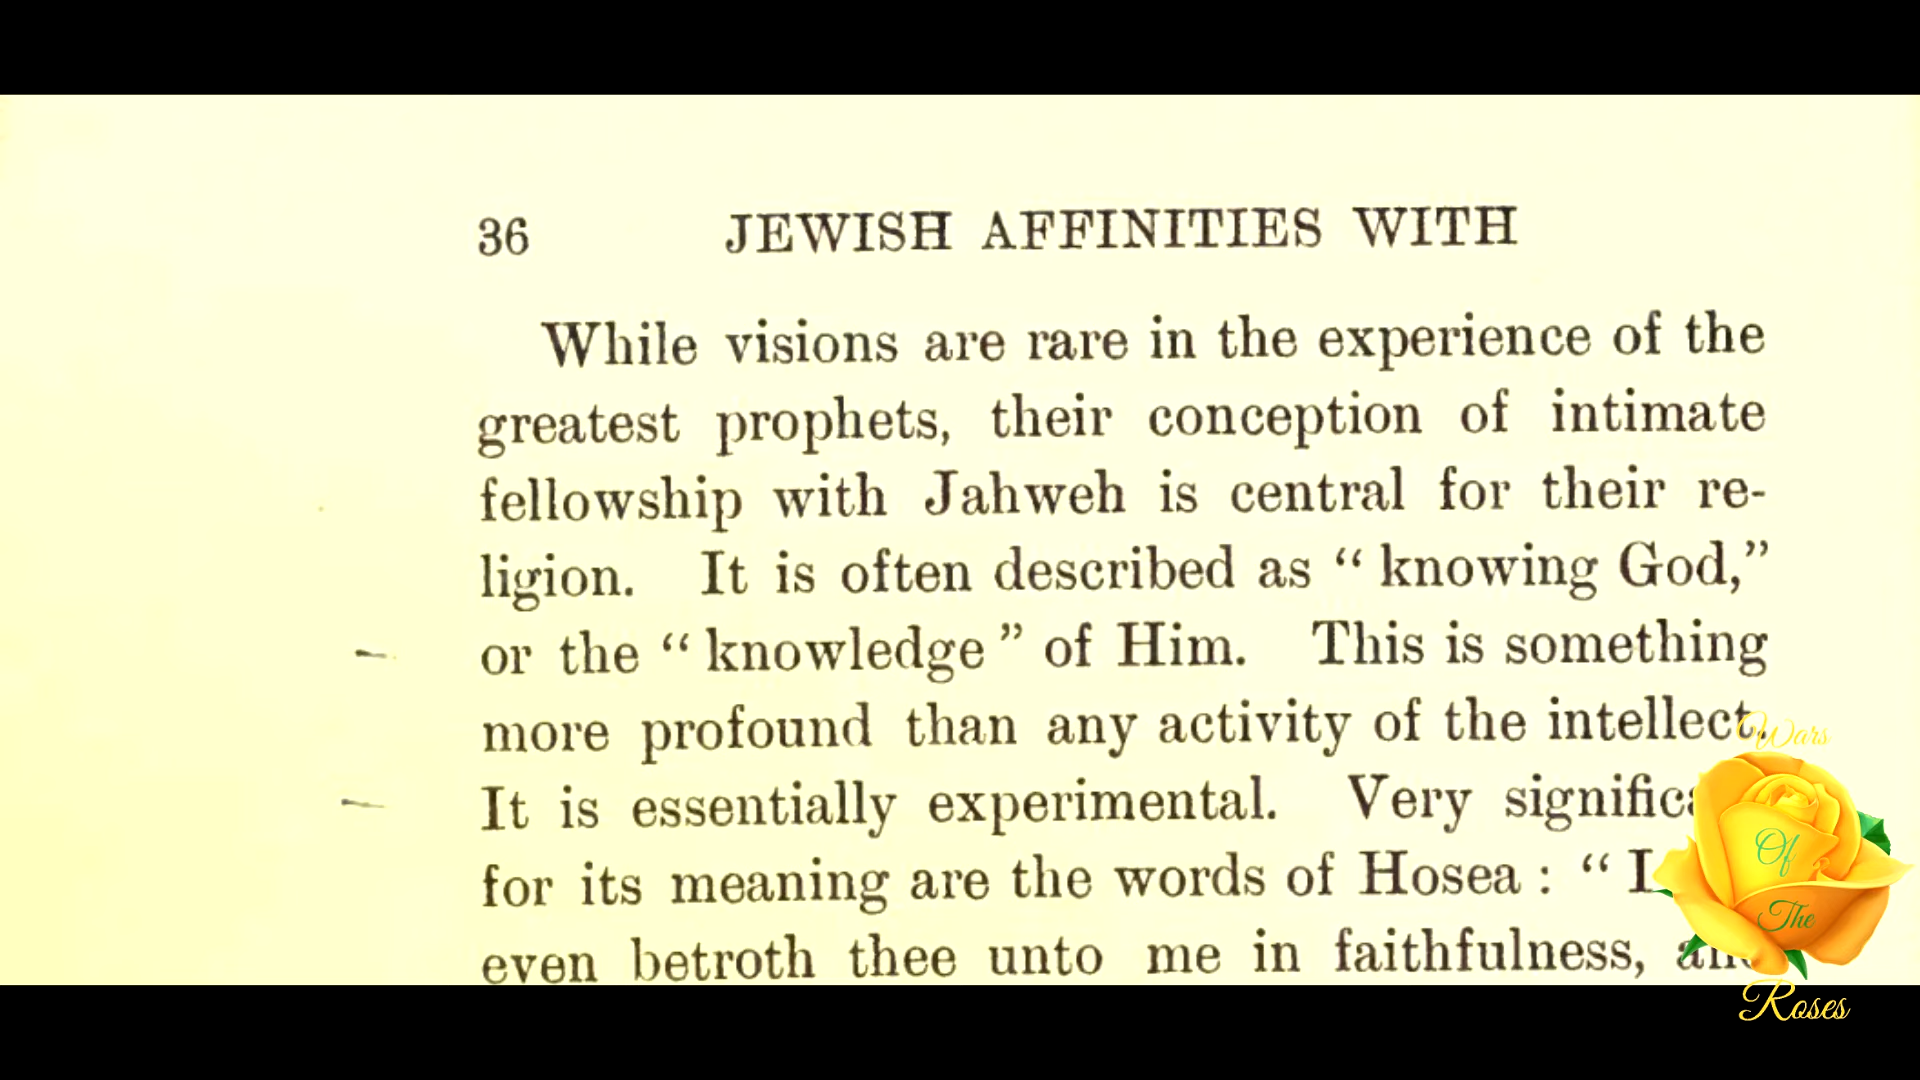 36 JEWISH AFFINITIES WITH
While visions are rare in the experience of the
greatest prophets, their conception of intimate
fellowship with Jahweh is central for their re-
ligion. It is often described as “ knowing God,”
or the “ knowledge ” of Him. This is something
more profound than any activity of the intellect.
It is essentially experimental. Very
for its meaning are the words of Hosea : “ I
even betroth thee unto me in faithfulness,
Wars
Of
The
Roses